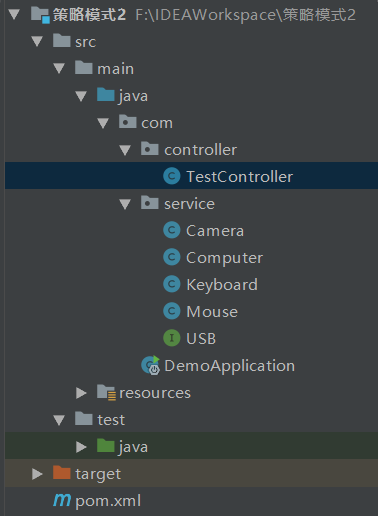 策略模式2 F:\IDEAWorkspace\策略模式2
src
main
java
com
controller
C TestController
service
C Camera
C Computer
C Keyboard
C Mouse
I USB
DemoApplication
resources
test
java
target
m pom.xml